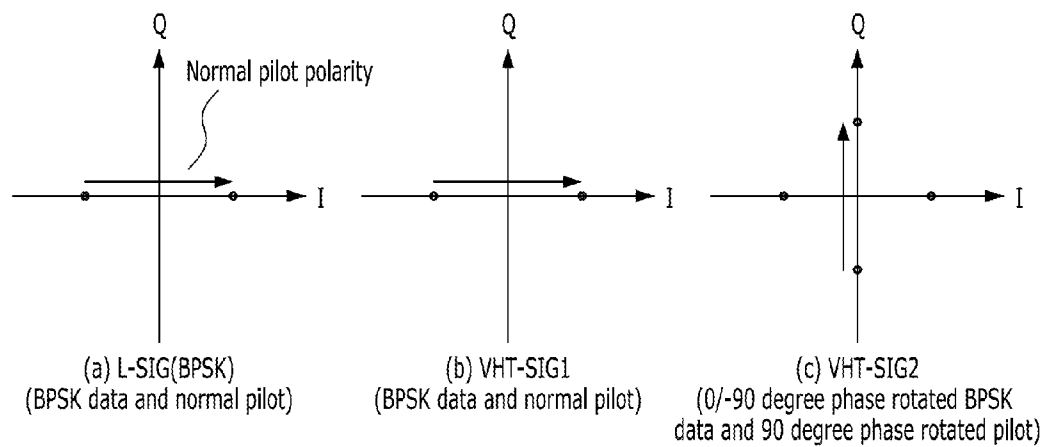 Q
Normal pilot polarity
I
(a) L-SIG(BPSK)
(BPSK data and normal pilot)
Q
I
(b) VHT-SIG1
(BPSK data and normal pilot)
Q
I
(c) VHT-SIG2
(0/-90 degree phase rotated BPSK
data and 90 degree phase rotated pilot)